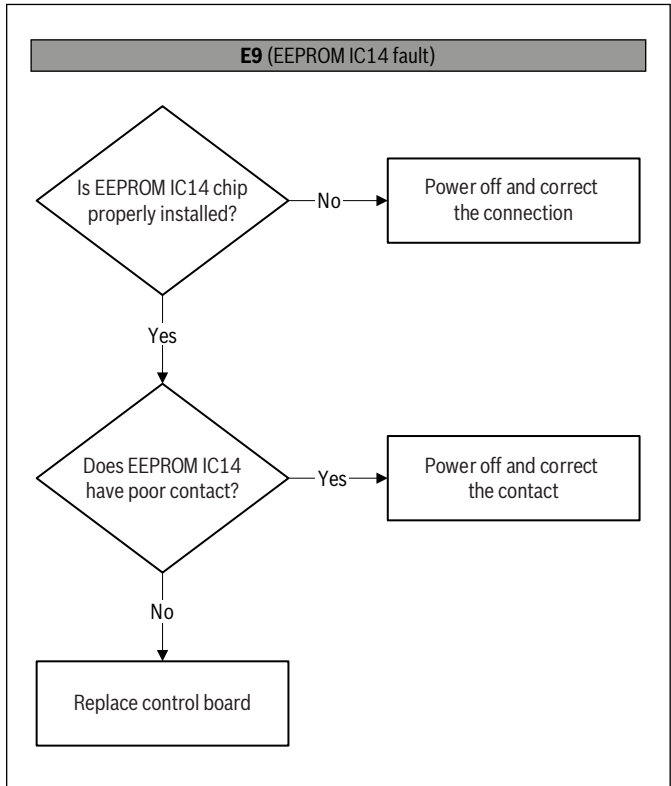 E9 (EEPROM IC14 fault)
Is EEPROM IC14 chip
properly installed?
No
Power off and correct
the connection
Yes
Does EEPROM IC14
have poor contact?
Yes
Power off and correct
the contact
No
Replace control board